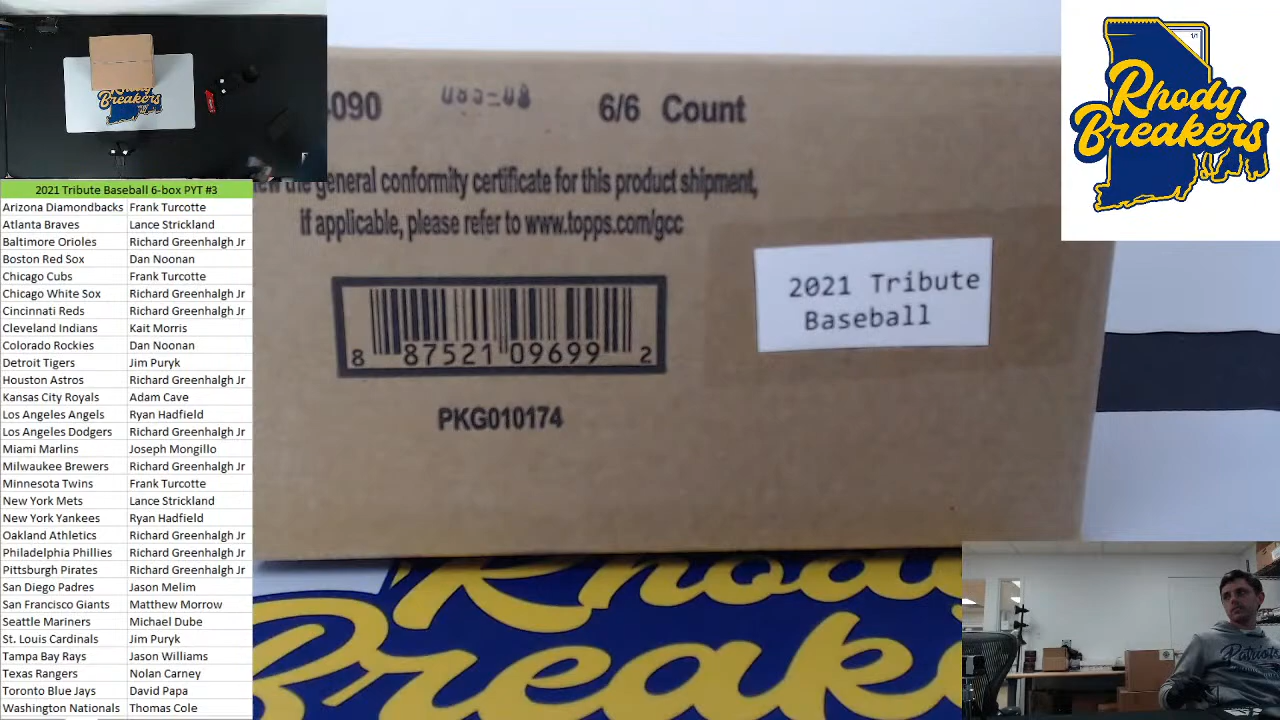 Breakers
2021 Tribute Baseball 6-box PYT #3
Arizona Diamondbacks Frank Turcotte
Atlanta Braves Lance Strickland
Baltimore Orioles Richard Greenhalgh Jr
Boston Red Sox Dan Noonan
Chicago Cubs Frank Turcotte
Chicago White Sox Richard Greenhalgh Jr
Cincinnati Reds Richard Greenhalgh Jr
Cleveland Indians Kait Morris
Colorado Rockies Dan Noonan
Detroit Tigers Jim Puryk
Houston Astros Richard Greenhalgh Jr
Kansas City Royals Adam Cave
Los Angeles Angels Ryan Hadfield
Los Angeles Dodgers Richard Greenhalgh Jr
Miami Marlins Joseph Mongillo
Milwaukee Brewers Richard Greenhalgh Jr
Minnesota Twins Frank Turcotte
New York Mets Lance Strickland
New York Yankees Ryan Hadfield
Oakland Athletics Richard Greenhalgh Jr
Philadelphia Phillies Richard Greenhalgh Jr
Pittsburgh Pirates Richard Greenhalgh Jr
San Diego Padres Jason Melim
San Francisco Giants Matthew Morrow
Seattle Mariners Michael Dube
St. Louis Cardinals Jim Puryk
Tampa Bay Rays Jason Williams
Texas Rangers Nolan Carney
Toronto Blue Jays David Papa
Washington Nationals Thomas Cole
090 6/6 Count
the general conformity certificate for this product shipment,
if applicable, please refer to www.topps.com/gcc
8 87521 09699 2
PKG010174
2021 Tribute
Baseball
Rhody
Breakers
1/1
Rhody
Break
Patriots